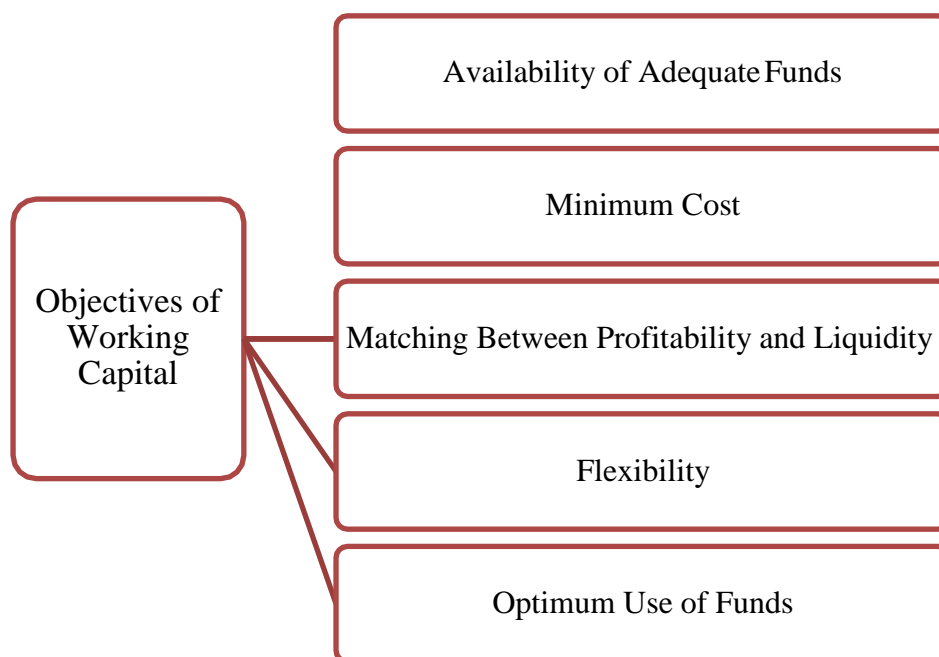 Objectives of
Working
Capital
Availability of Adequate Funds
Minimum Cost
Matching Between Profitability and Liquidity
Flexibility
Optimum Use of Funds